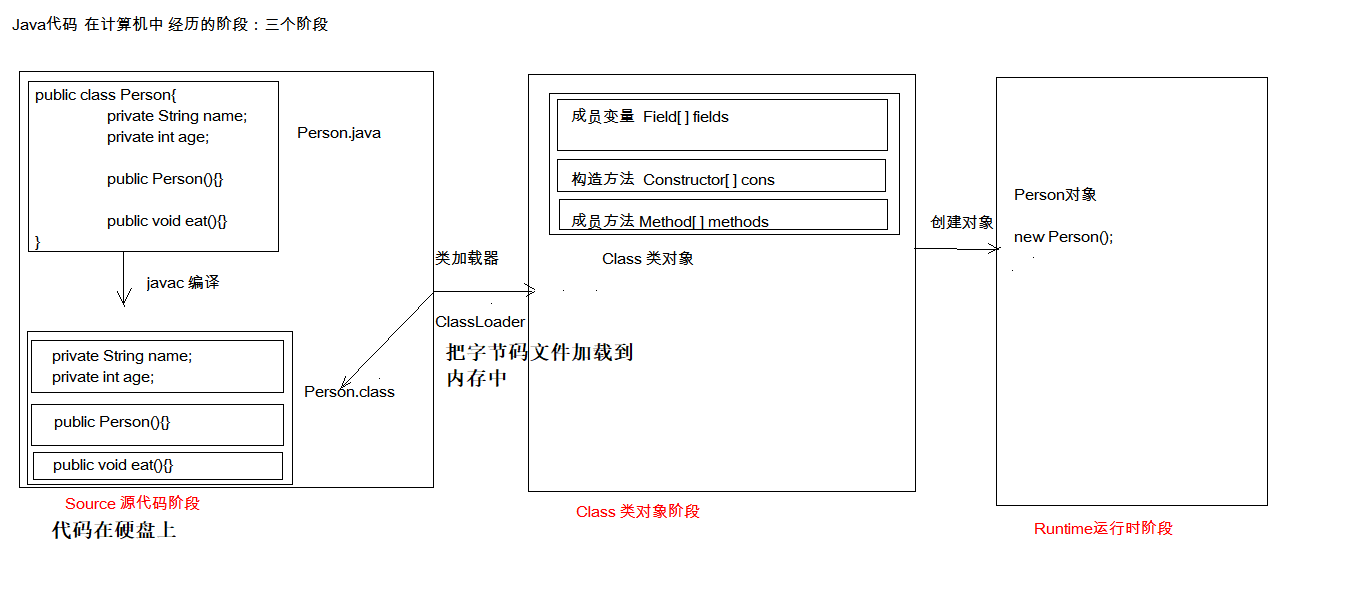 Java代码 在计算机中 经历的阶段：三个阶段
public class Person{
private String name;
private int age;
public Person(){}
public void eat(){}
}
Person.java
javac 编译
private String name;
private int age;
public Person(){}
public void eat(){}
Person.class
Source 源代码阶段
代码在硬盘上
类加载器
ClassLoader
把字节码文件加载到
内存中
成员变量 Field[ ] fields
构造方法 Constructor[ ] cons
成员方法 Method[ ] methods
Class 类对象
Class 类对象阶段
创建对象
Person对象
new Person();
Runtime运行时阶段